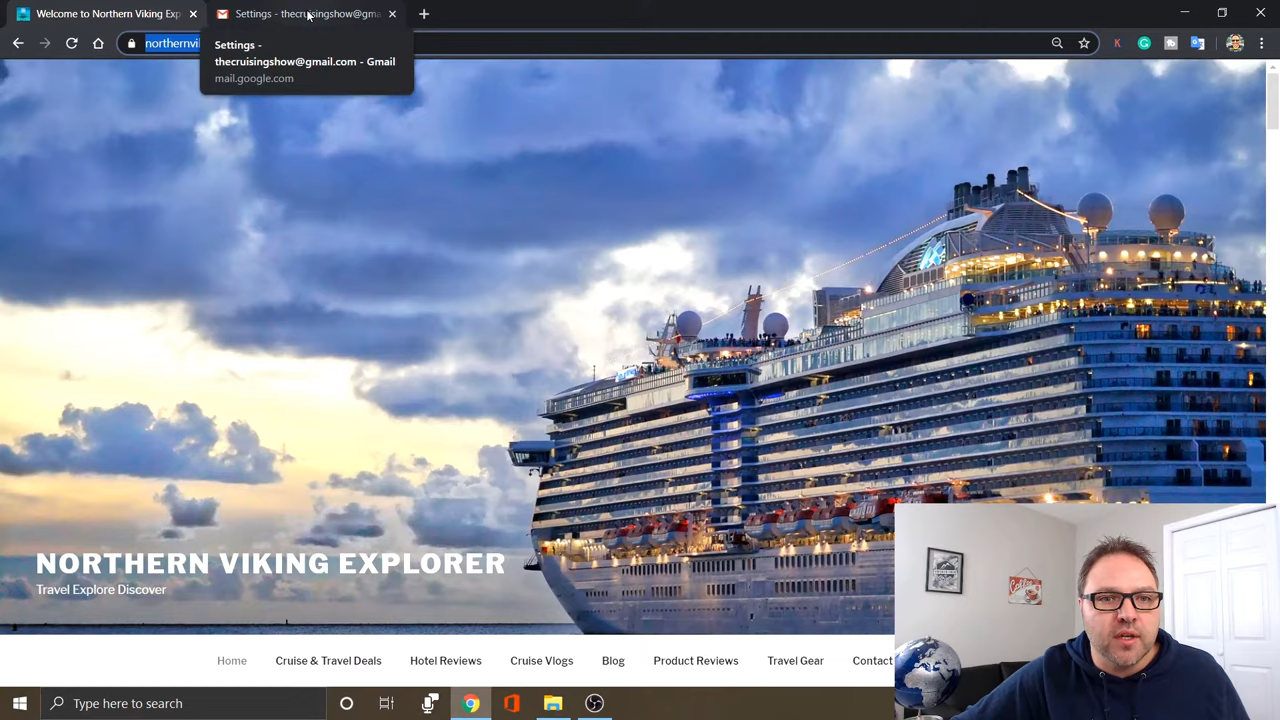 Welcome to Northern Viking Exp
Settings - thecruisingshow@gma
northernvi
Settings -
thecruisingshow@gmail.com - Gmail
mail.google.com
NORTHERN VIKING EXPLORER
Travel Explore Discover
Home
Cruise & Travel Deals
Hotel Reviews
Cruise Vlogs
Blog
Product Reviews
Travel Gear
Contact
Coffee
Type here to search